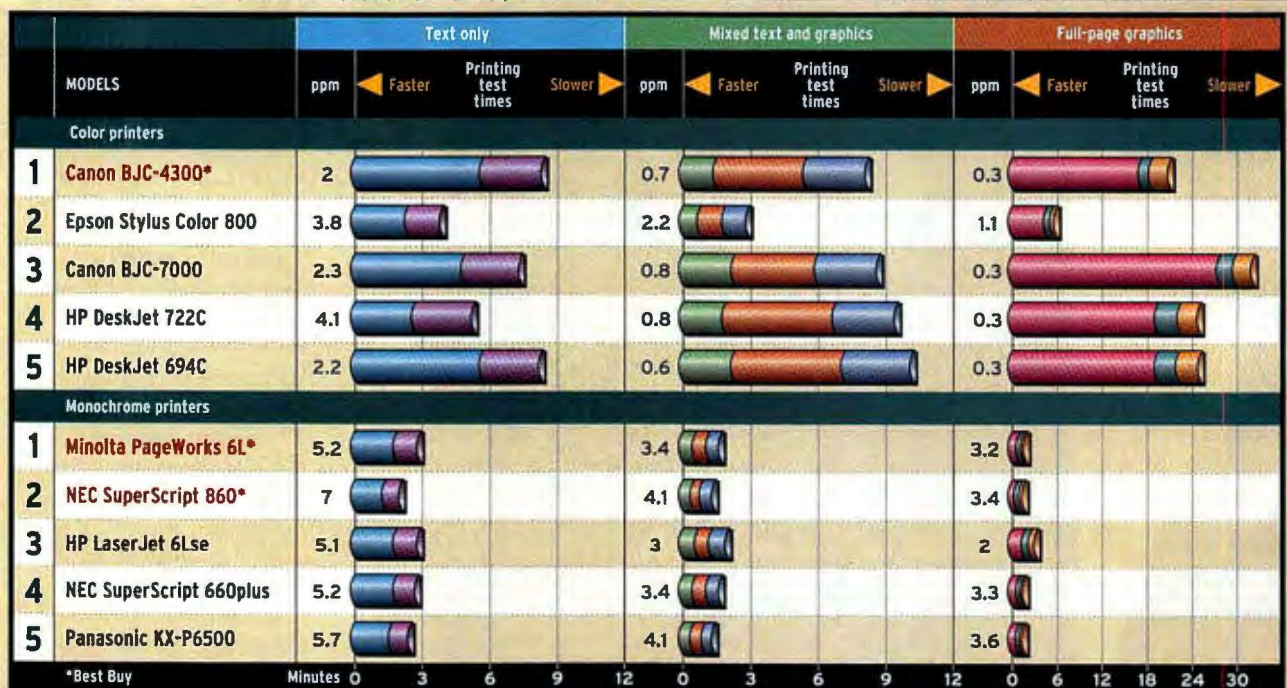 Text only Mixed text and graphics Full-page graphics
MODELS ppm Faster Printing test times Slower ppm Faster Printing test times Slower ppm Faster Printing test times Slower
Color printers
1 Canon BJC-4300* 2 0.7 0.3
2 Epson Stylus Color 800 3.8 2.2 1.1
3 Canon BJC-7000 2.3 0.8 0.3
4 HP DeskJet 722C 4.1 0.8 0.3
5 HP DeskJet 694C 2.2 0.6 0.3
Monochrome printers
1 Minolta PageWorks 6L* 5.2 3.4 3.2
2 NEC SuperScript 860* 7 4.1 3.4
3 HP LaserJet 6Lse 5.1 3 2
4 NEC SuperScript 660plus 5.2 3.4 3.3
5 Panasonic KX-P6500 5.7 4.1 3.6
*Best Buy Minutes 0 3 6 9 12 0 3 6 9 12 0 6 12 18 24 30